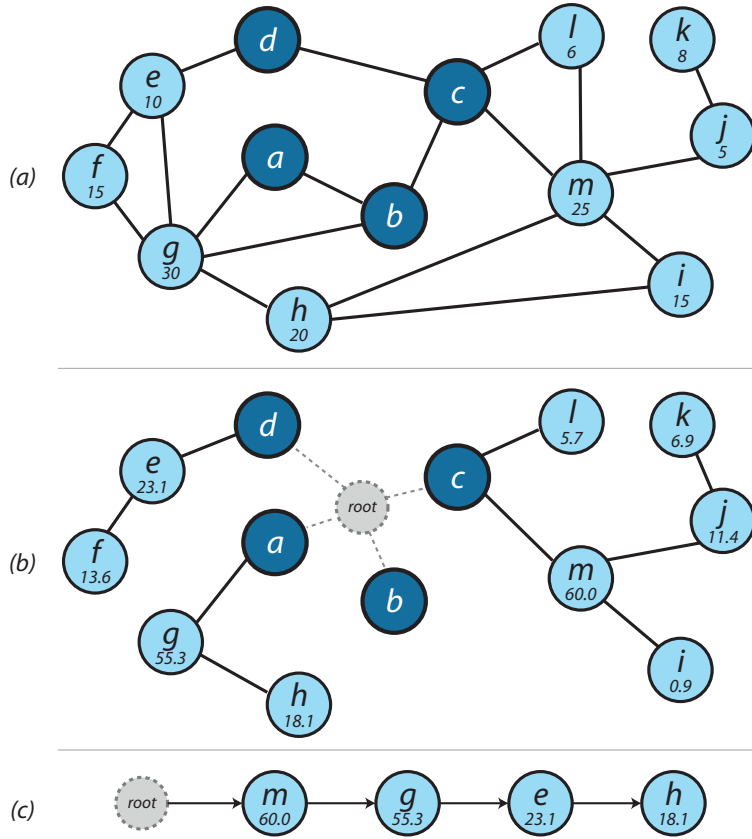 (a)
d
l
6
k
8
e
10
c
j
5
a
f
15
m
25
b
g
30
i
15
h
20
(b)
d
l
5.7
k
6.9
e
23.1
c
root
j
11.4
a
f
13.6
m
60.0
b
g
55.3
i
0.9
h
18.1
(c)
root
m
60.0
g
55.3
e
23.1
h
18.1